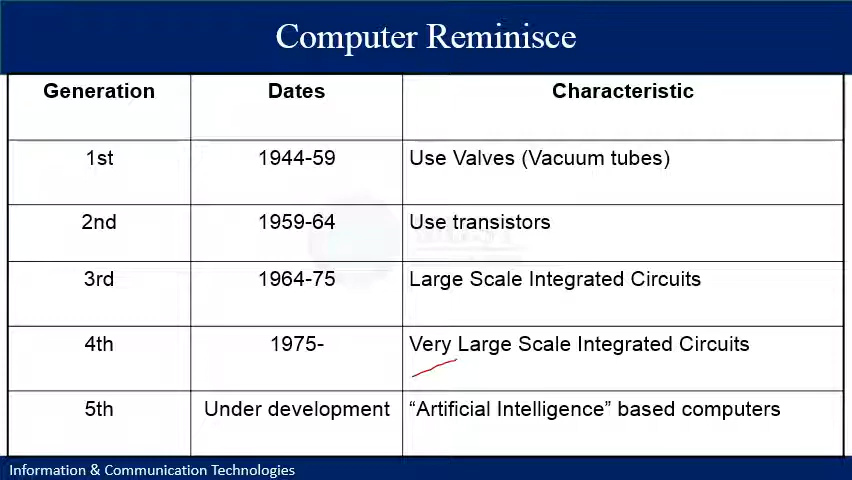 Computer Reminisce
Generation Dates Characteristic
1st 1944-59 Use Valves (Vacuum tubes)
2nd 1959-64 Use transistors
3rd 1964-75 Large Scale Integrated Circuits
4th 1975- Very Large Scale Integrated Circuits
5th Under development “Artificial Intelligence” based computers
Information & Communication Technologies